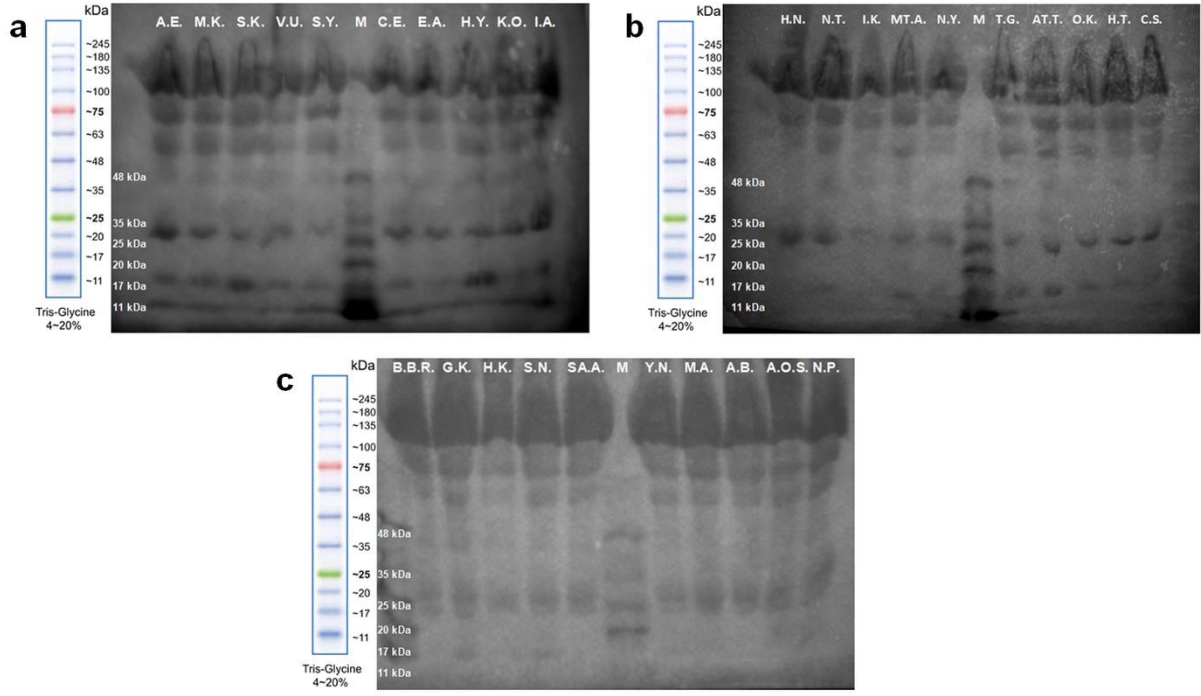 a
kDa
A.E. M.K. S.K. V.U. S.Y. M C.E. E.A. H.Y. K.O. I.A.
~245
~180
~135
~100
~75
~63
~48
~35
~25
~20
~17
~11
Tris-Glycine
4~20%
48 kDa
35 kDa
25 kDa
20 kDa
17 kDa
11 kDa
b
kDa
H.N. N.T. I.K. MT.A. N.Y. M T.G. AT.T. O.K. H.T. C.S.
~245
~180
~135
~100
~75
~63
~48
~35
~25
~20
~17
~11
Tris-Glycine
4~20%
48 kDa
35 kDa
25 kDa
20 kDa
17 kDa
11 kDa
c
kDa
B.B.R. G.K. H.K. S.N. SA.A. M Y.N. M.A. A.B. A.O.S. N.P.
~245
~180
~135
~100
~75
~63
~48
~35
~25
~20
~17
~11
Tris-Glycine
4~20%
48 kDa
35 kDa
25 kDa
20 kDa
17 kDa
11 kDa